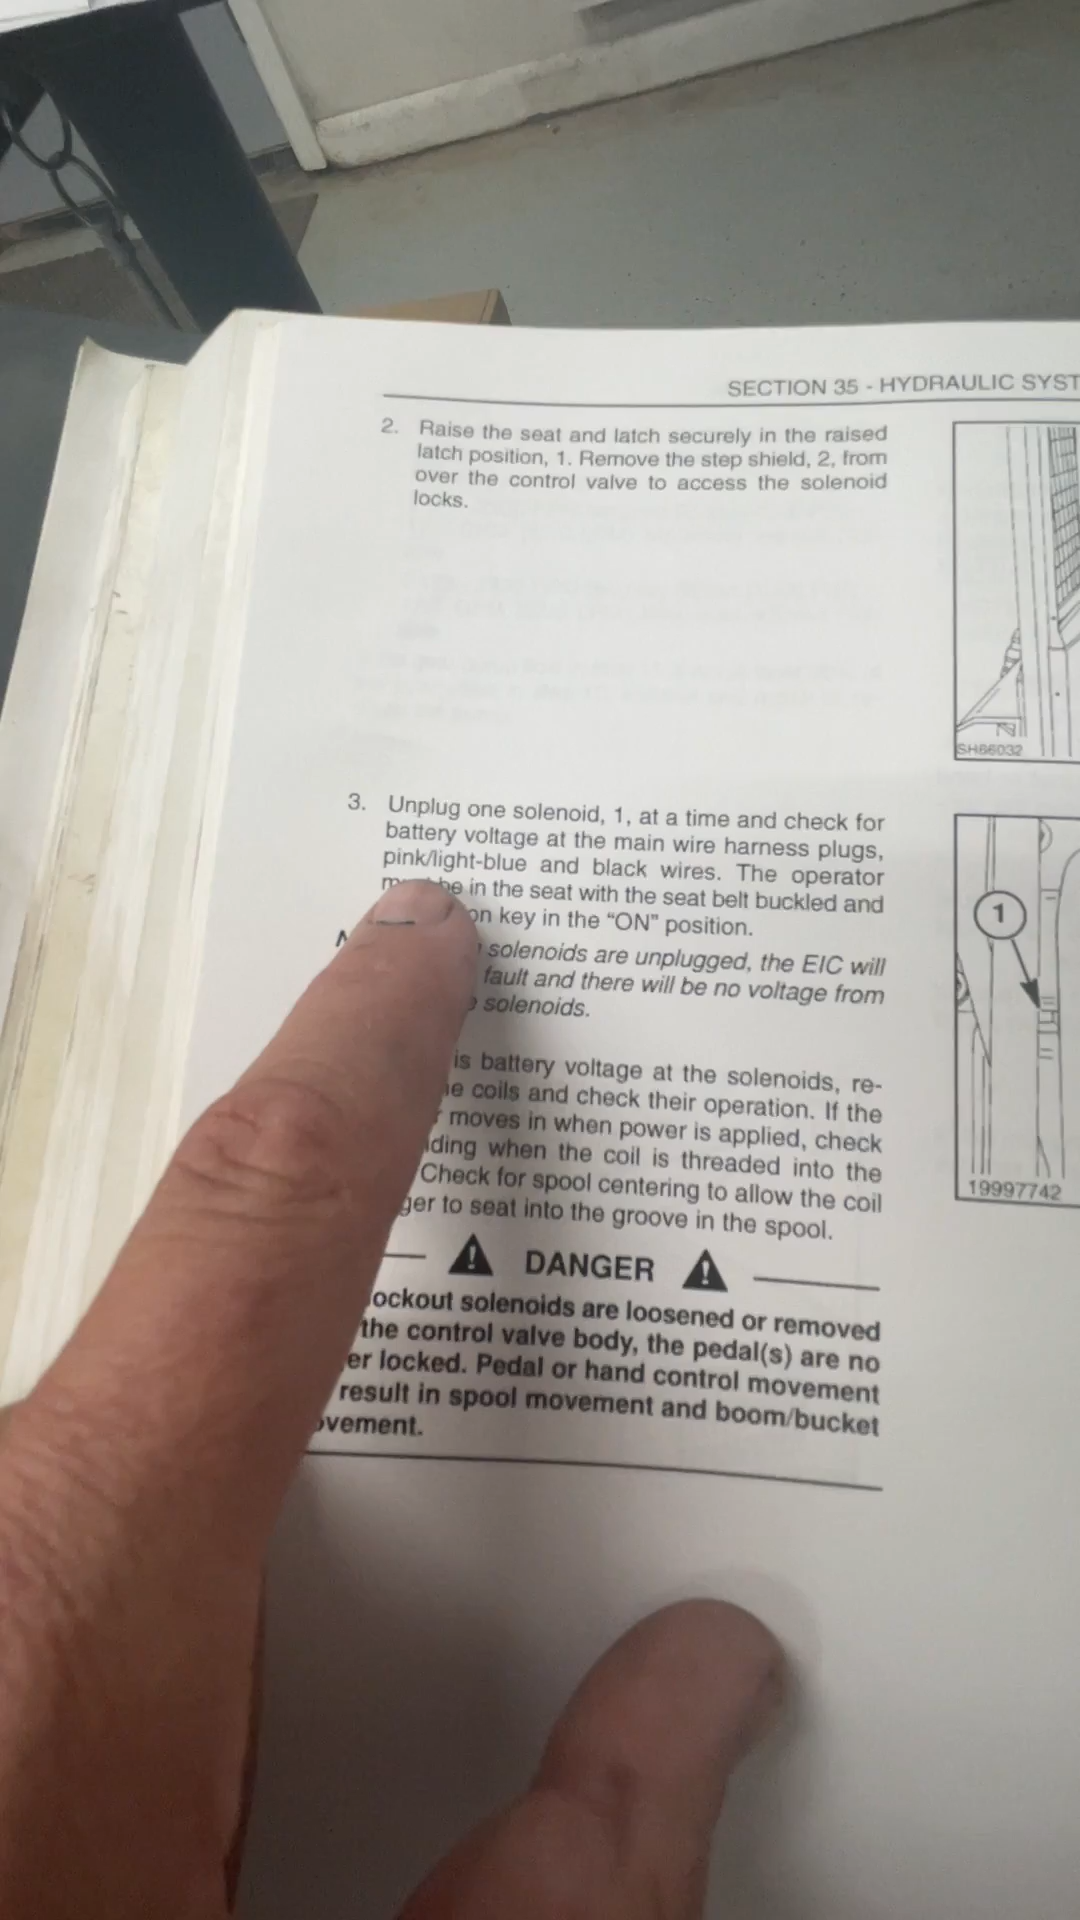 SECTION 35 - HYDRAULIC SYST
2. Raise the seat and latch securely in the raised
latch position, 1. Remove the step shield, 2, from
over the control valve to access the solenoid
locks.
SH66032
3. Unplug one solenoid, 1, at a time and check for
battery voltage at the main wire harness plugs,
pink/light-blue and black wires. The operator
be in the seat with the seat belt buckled and
on key in the “ON” position.
solenoids are unplugged, the EIC will
fault and there will be no voltage from
solenoids.
is battery voltage at the solenoids, re-
coils and check their operation. If the
moves in when power is applied, check
ding when the coil is threaded into the
Check for spool centering to allow the coil
ger to seat into the groove in the spool.
1
19997742
DANGER
ockout solenoids are loosened or removed
the control valve body, the pedal(s) are no
er locked. Pedal or hand control movement
result in spool movement and boom/bucket
ovement.